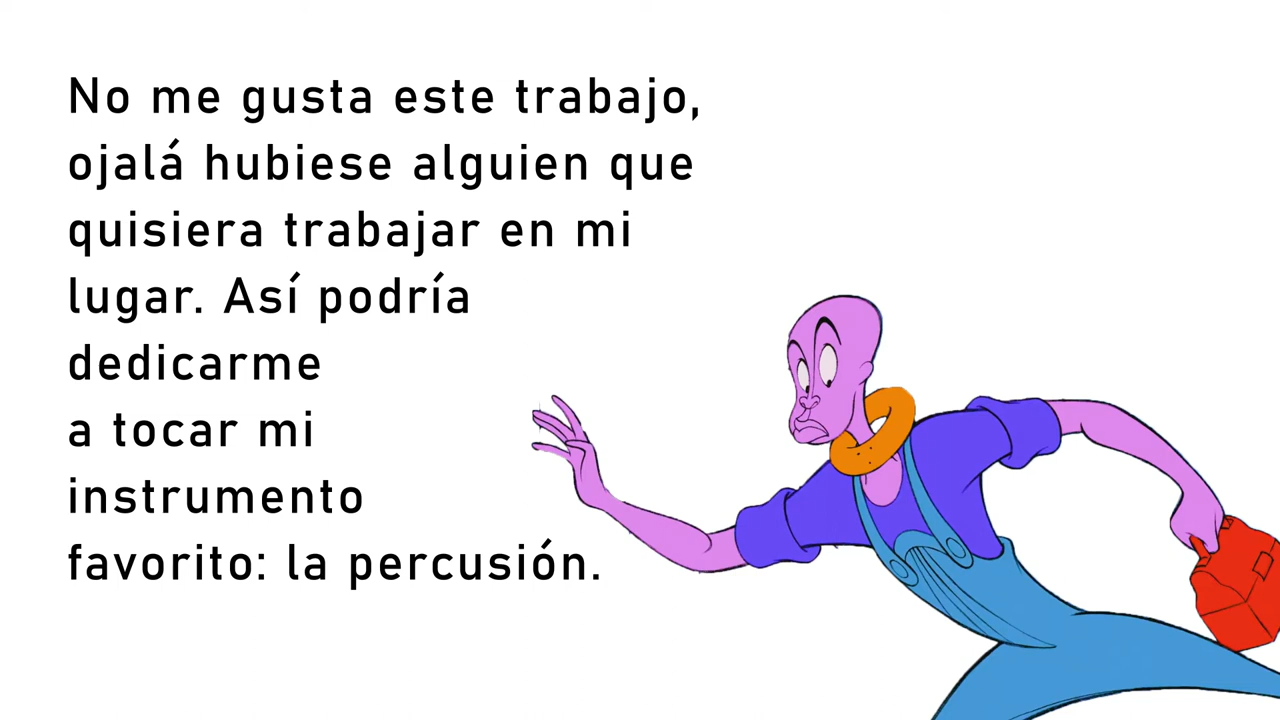 No me gusta este trabajo,
ojalá hubiese alguien que
quisiera trabajar en mi
lugar. Así podría
dedicarme
a tocar mi
instrumento
favorito: la percusión.